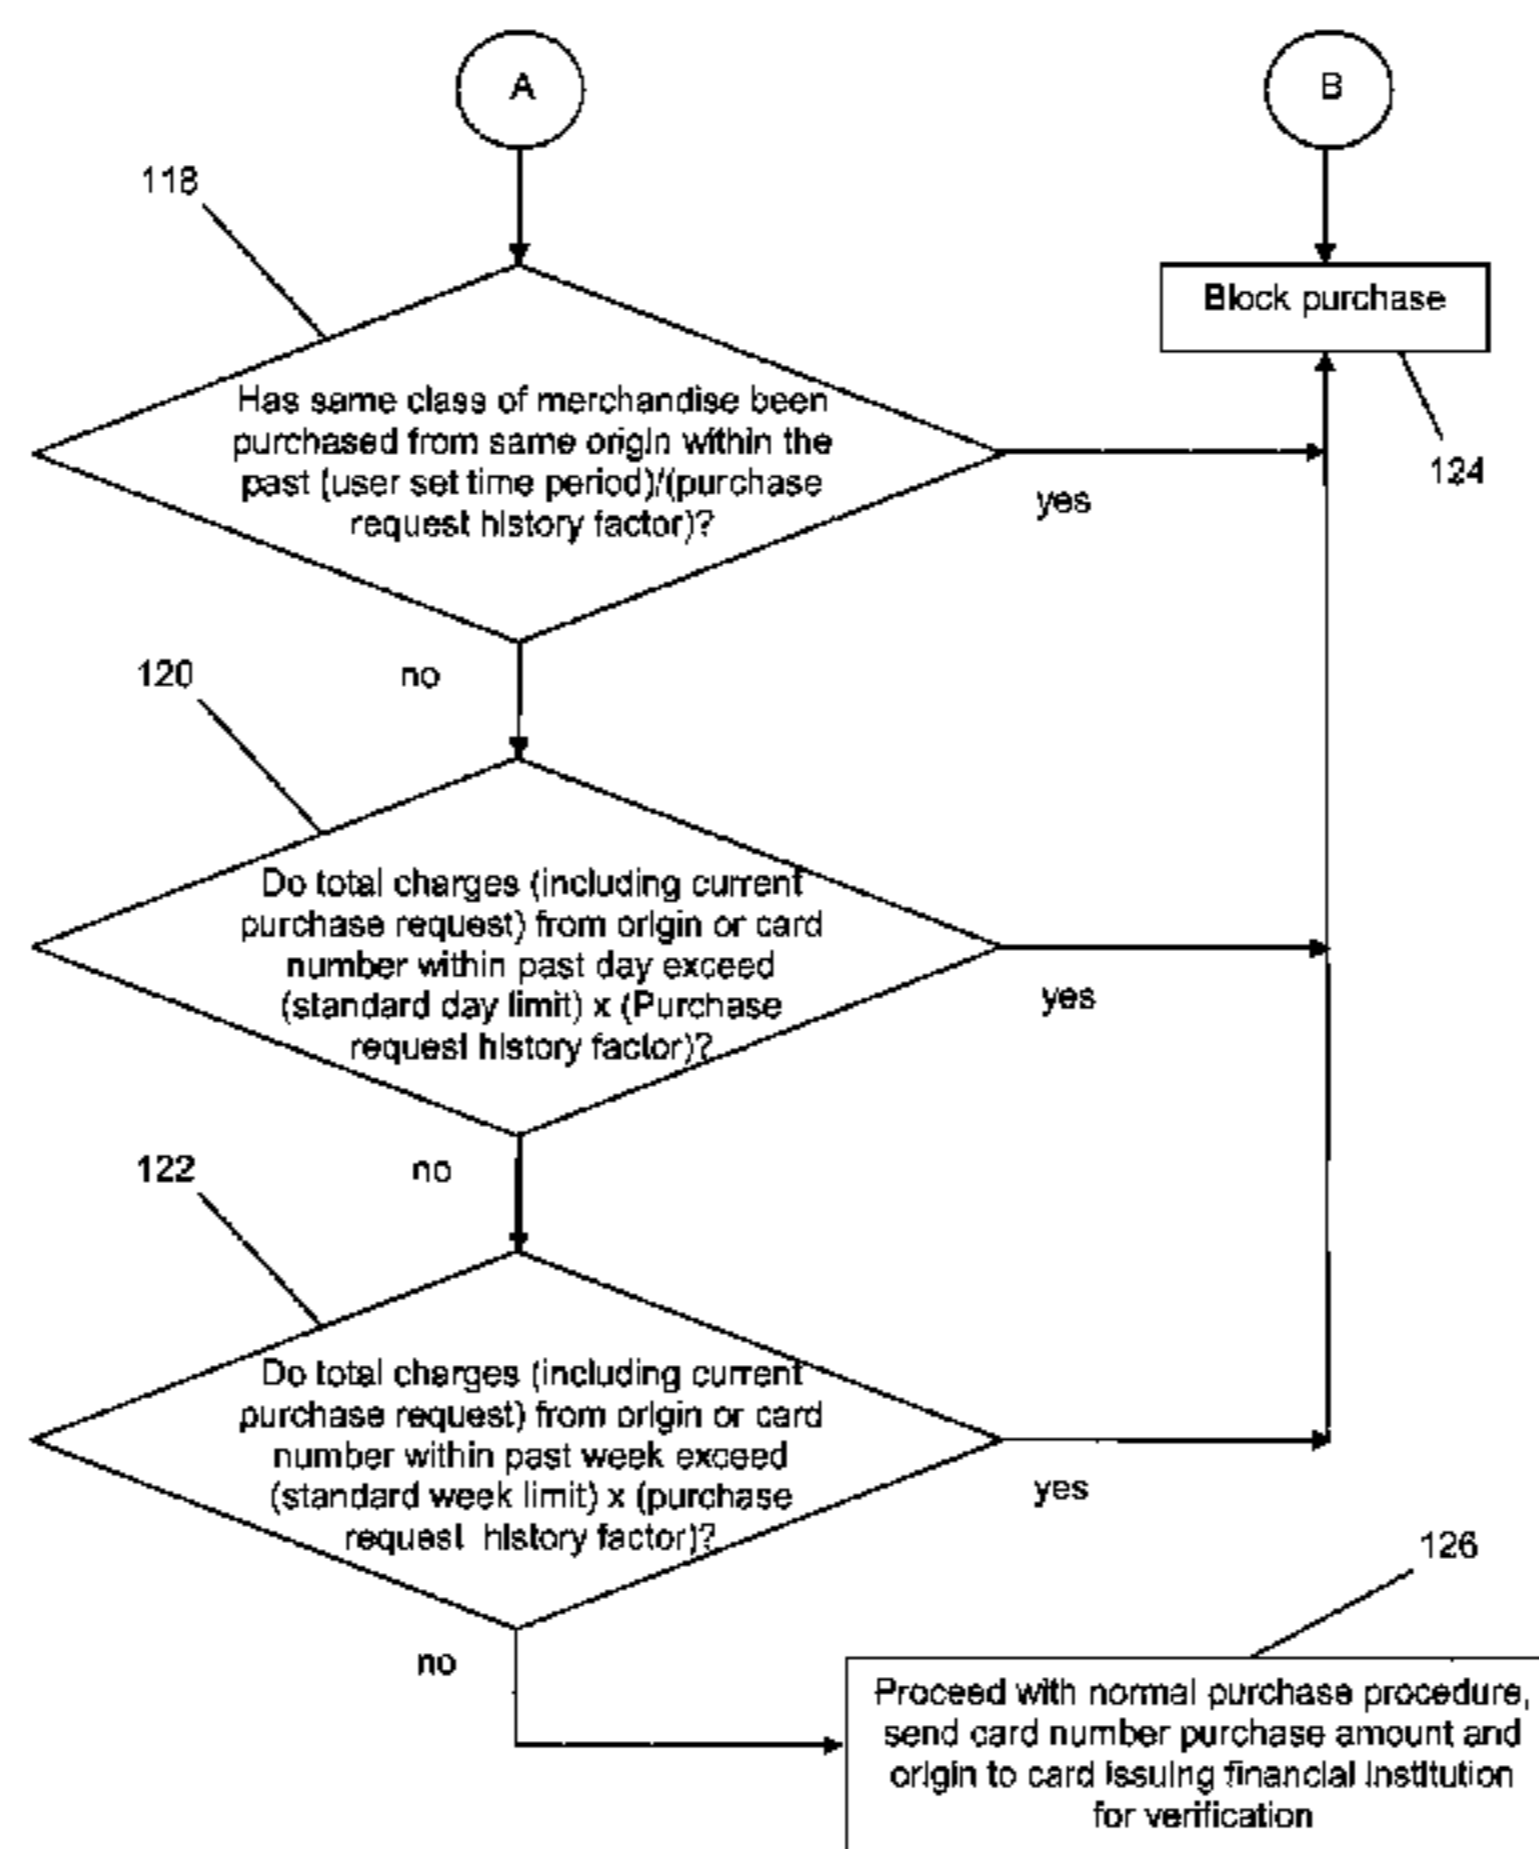 A
B
118
Block purchase
Has same class of merchandise been
purchased from same origin within the
past (user set time period)/(purchase
request history factor)?
124
yes
no
120
Do total charges (including current
purchase request) from origin or card
number within past day exceed
(standard day limit) x (Purchase
request history factor)?
yes
no
122
Do total charges (including current
purchase request) from origin or card
number within past week exceed
(standard week limit) x (purchase
request history factor)?
yes
126
no
Proceed with normal purchase procedure,
send card number purchase amount and
origin to card issuing financial institution
for verification